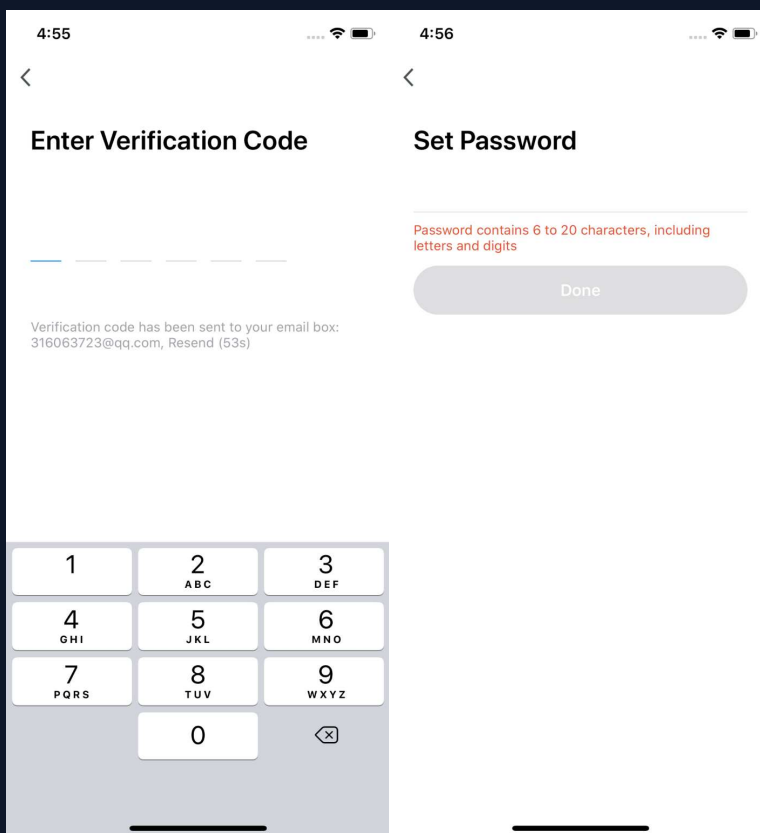 4:55
Enter Verification Code
Verification code has been sent to your email box:
316063723@qq.com, Resend (53s)
1
2
ABC
3
DEF
4
GHI
5
JKL
6
MNO
7
PQRS
8
TUV
9
WXYZ
0
4:56
Set Password
Password contains 6 to 20 characters, including
letters and digits
Done